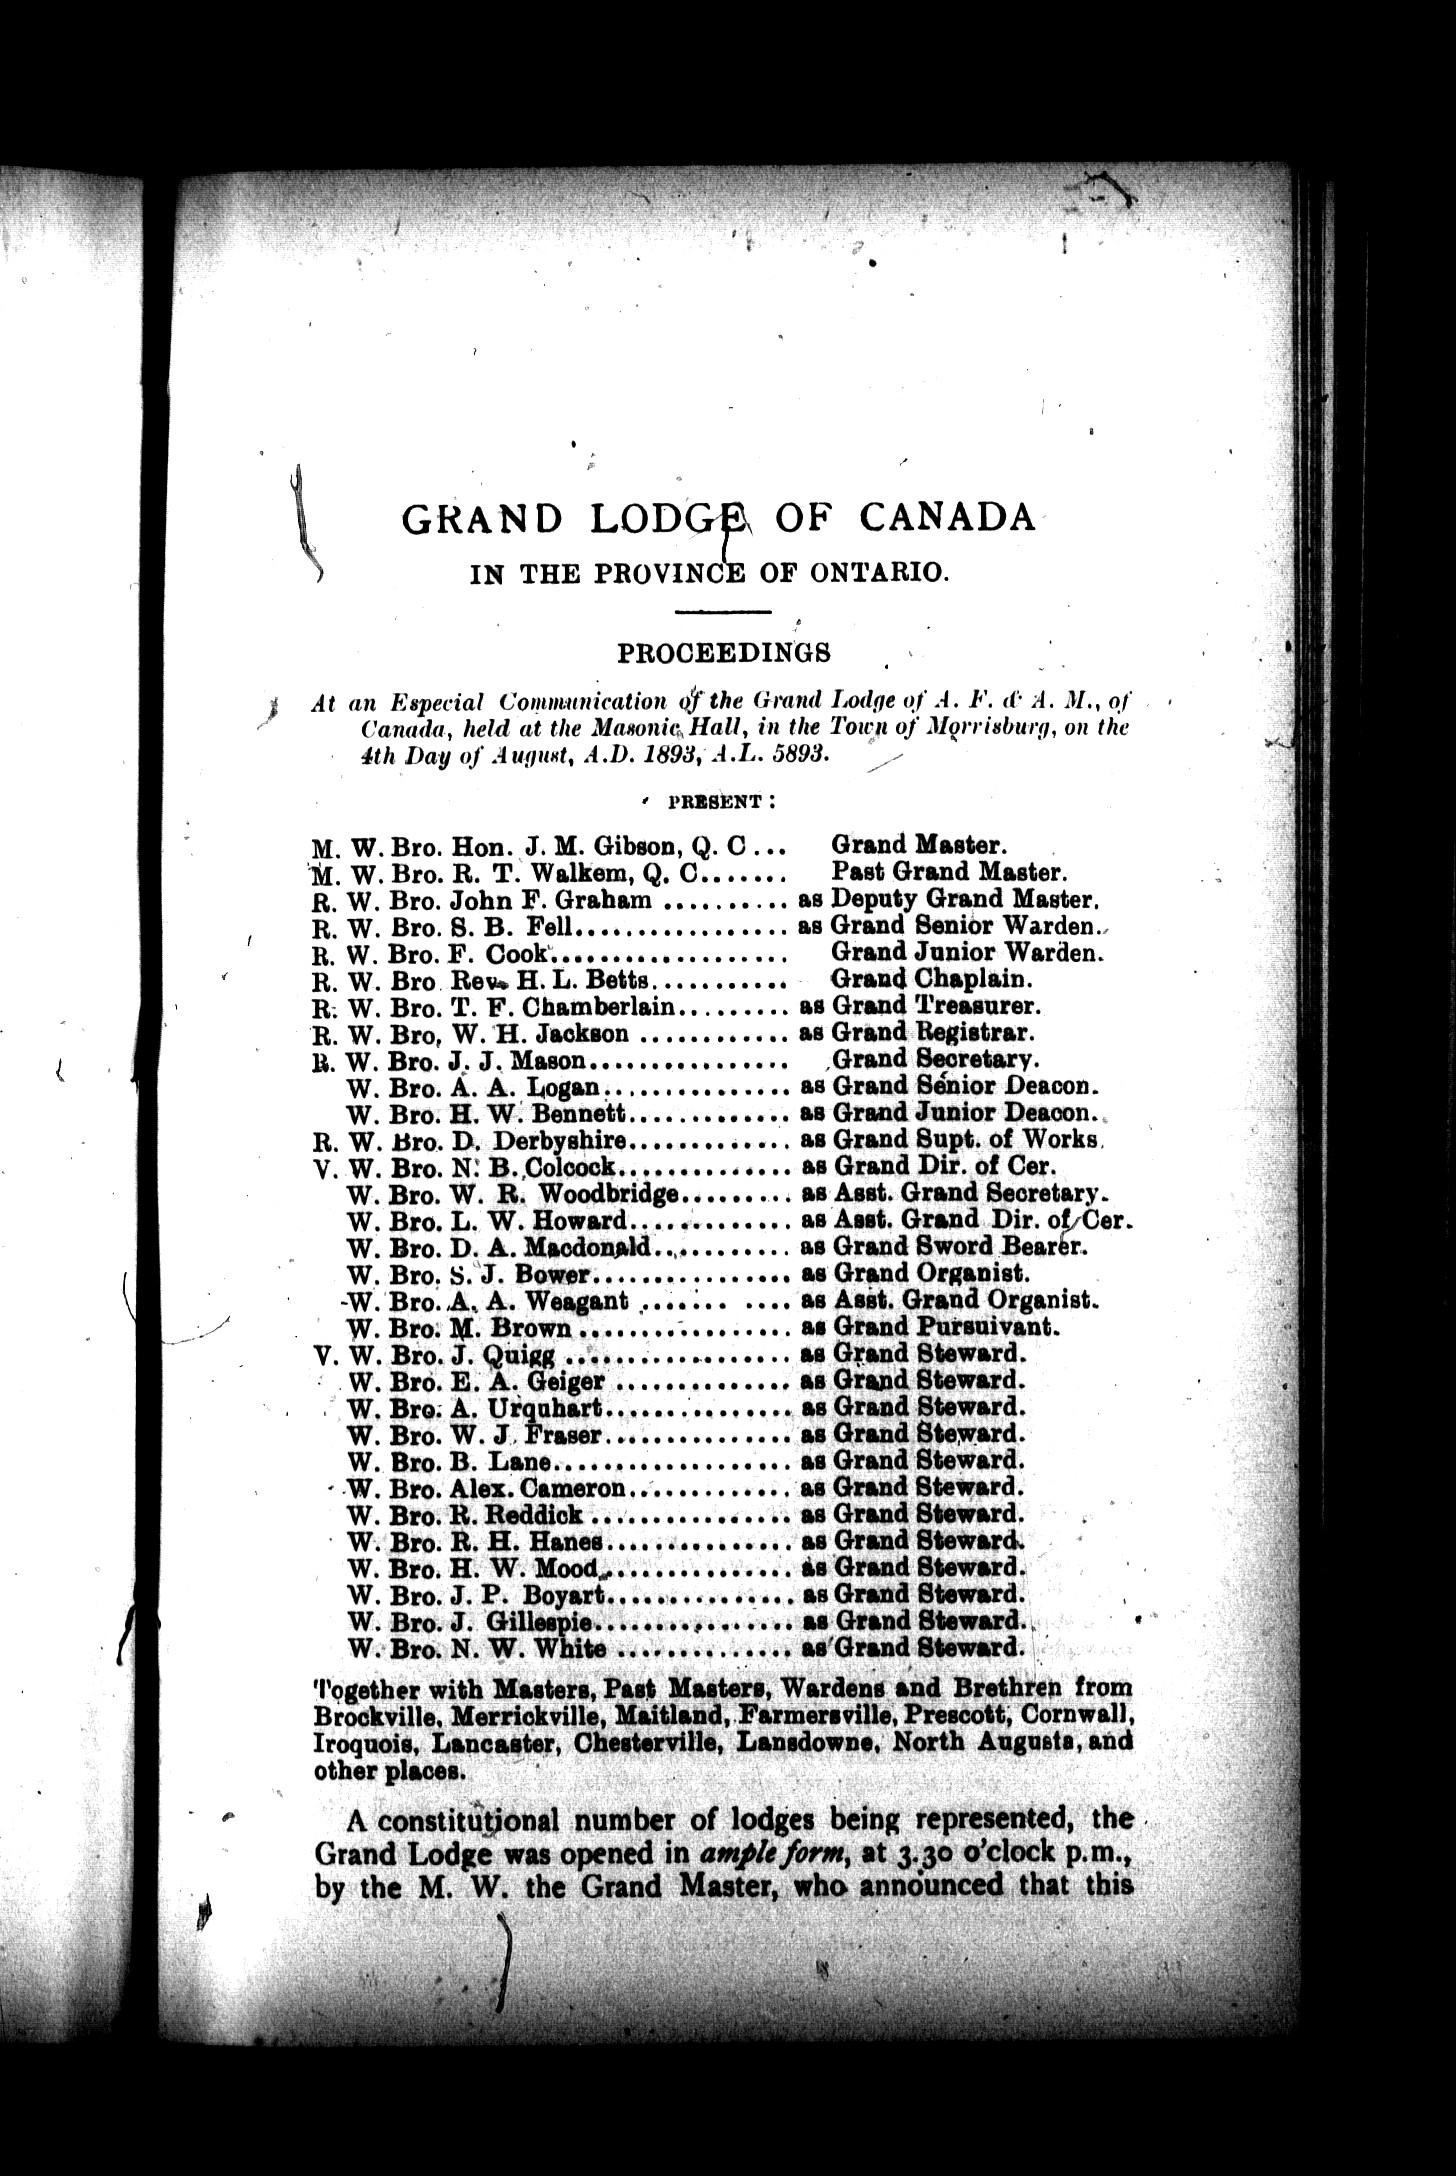 GRAND LODGE OF CANADA
IN THE PROVINCE OF ONTARIO.
PROCEEDINGS
At an Especial Communication of the Grand Lodge of A. F. & A. M., of
Canada, held at the Masonic Hall, in the Town of Morrisburg, on the
4th Day of August, A.D. 1893, A.L. 5893.
PRESENT:
M. W. Bro. Hon. J. M. Gibson, Q. C... Grand Master.
M. W. Bro. R. T. Walkem, Q. C....... Past Grand Master.
R. W. Bro. John F. Graham .......... as Deputy Grand Master.
R. W. Bro. S. B. Fell................. as Grand Senior Warden.
R. W. Bro. F. Cook................... Grand Junior Warden.
R. W. Bro Rev. H. L. Betts........... Grand Chaplain.
R. W. Bro. T. F. Chamberlain......... as Grand Treasurer.
R. W. Bro. W. H. Jackson ............ as Grand Registrar.
R. W. Bro. J. J. Mason................ Grand Secretary.
W. Bro. A. A. Logan............... as Grand Senior Deacon.
W. Bro. H. W. Bennett............. as Grand Junior Deacon.
R. W. Bro. D. Derbyshire............. as Grand Supt. of Works.
V. W. Bro. N. B. Colcock.............. as Grand Dir. of Cer.
W. Bro. W. R. Woodbridge......... as Asst. Grand Secretary.
W. Bro. L. W. Howard............. as Asst. Grand Dir. of Cer.
W. Bro. D. A. Macdonald........... as Grand Sword Bearer.
W. Bro. S. J. Bower................ as Grand Organist.
W. Bro. A. A. Weagant ....... .... as Asst. Grand Organist.
W. Bro. M. Brown ................. as Grand Pursuivant.
V. W. Bro. J. Quigg .................. as Grand Steward.
W. Bro. E. A. Geiger .............. as Grand Steward.
W. Bro. A. Urquhart............... as Grand Steward.
W. Bro. W. J. Fraser............... as Grand Steward.
W. Bro. B. Lane................... as Grand Steward.
W. Bro. Alex. Cameron............. as Grand Steward.
W. Bro. R. Reddick ................ as Grand Steward.
W. Bro. R. H. Hanes............... as Grand Steward.
W. Bro. H. W. Mood............... as Grand Steward.
W. Bro. J. P. Boyart............... as Grand Steward.
W. Bro. J. Gillespie................ as Grand Steward.
W. Bro. N. W. White .............. as Grand Steward.
Together with Masters, Past Masters, Wardens and Brethren from
Brockville, Merrickville, Maitland, Farmersville, Prescott, Cornwall,
Iroquois, Lancaster, Chesterville, Lansdowne, North Augusta, and
other places.
A constitutional number of lodges being represented, the
Grand Lodge was opened in ample form, at 3.30 o'clock p.m.,
by the M. W. the Grand Master, who announced that this